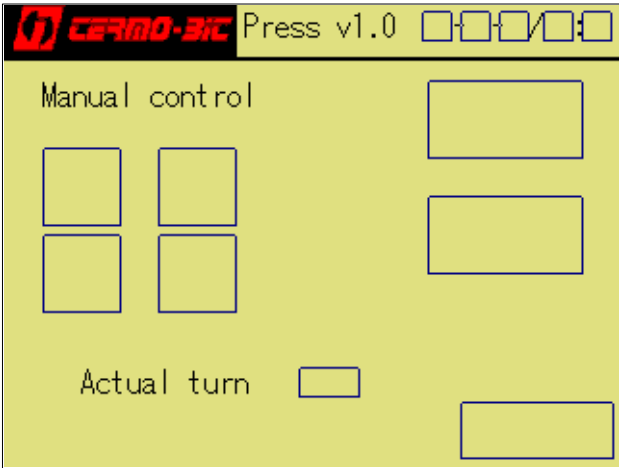 CERMO-BIC Press v1.0 - - / :
Manual control
Actual turn